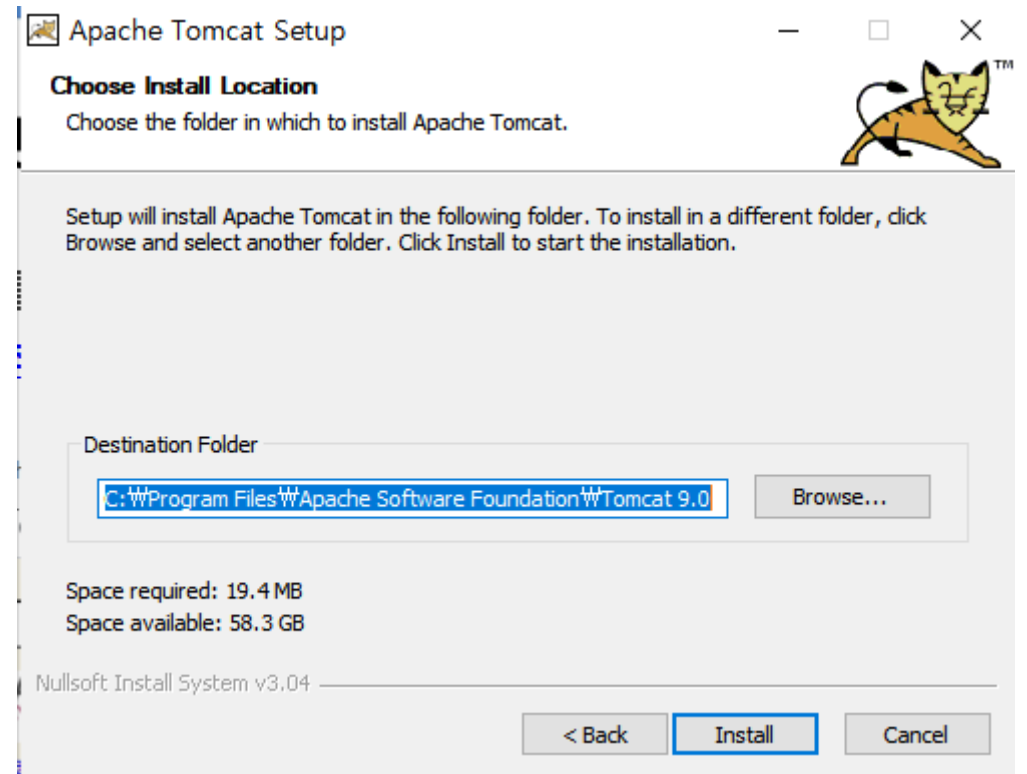 Apache Tomcat Setup
Choose Install Location
Choose the folder in which to install Apache Tomcat.
TM
Setup will install Apache Tomcat in the following folder. To install in a different folder, click
Browse and select another folder. Click Install to start the installation.
Destination Folder
C:₩Program Files₩Apache Software Foundation₩Tomcat 9.0
Browse...
Space required: 19.4 MB
Space available: 58.3 GB
Nullsoft Install System v3.04
< Back
Install
Cancel